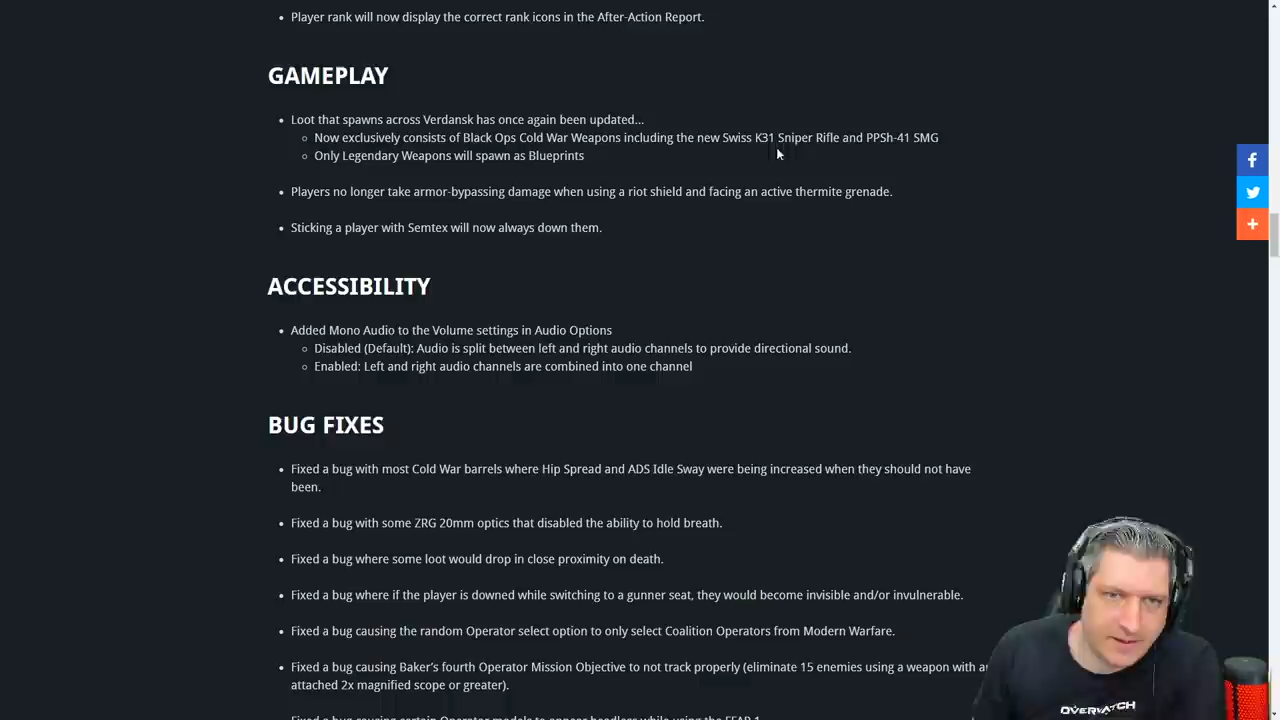 Player rank will now display the correct rank icons in the After-Action Report.
GAMEPLAY
Loot that spawns across Verdansk has once again been updated...
Now exclusively consists of Black Ops Cold War Weapons including the new Swiss K31 Sniper Rifle and PPSh-41 SMG
Only Legendary Weapons will spawn as Blueprints
Players no longer take armor-bypassing damage when using a riot shield and facing an active thermite grenade.
Sticking a player with Semtex will now always down them.
ACCESSIBILITY
Added Mono Audio to the Volume settings in Audio Options
Disabled (Default): Audio is split between left and right audio channels to provide directional sound.
Enabled: Left and right audio channels are combined into one channel
BUG FIXES
Fixed a bug with most Cold War barrels where Hip Spread and ADS Idle Sway were being increased when they should not have
been.
Fixed a bug with some ZRG 20mm optics that disabled the ability to hold breath.
Fixed a bug where some loot would drop in close proximity on death.
Fixed a bug where if the player is downed while switching to a gunner seat, they would become invisible and/or invulnerable.
Fixed a bug causing the random Operator select option to only select Coalition Operators from Modern Warfare.
Fixed a bug causing Baker's fourth Operator Mission Objective to not track properly (eliminate 15 enemies using a weapon with
attached 2x magnified scope or greater).